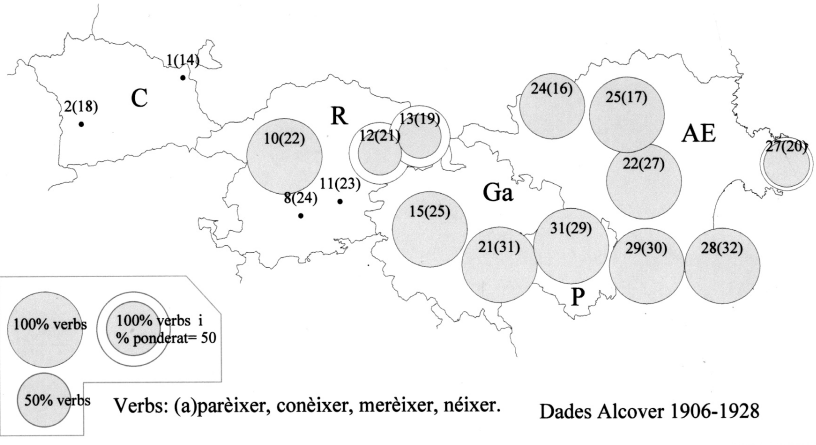 1(14)
2(18)
C
R
10(22)
12(21)
13(19)
11(23)
8(24)
24(16)
25(17)
AE
27(20)
22(27)
Ga
15(25)
21(31)
31(29)
P
29(30)
28(32)
100% verbs
100% verbs i
% ponderat= 50
50% verbs
Verbs: (a)parèixer, conèixer, merèixer, néixer.
Dades Alcover 1906-1928